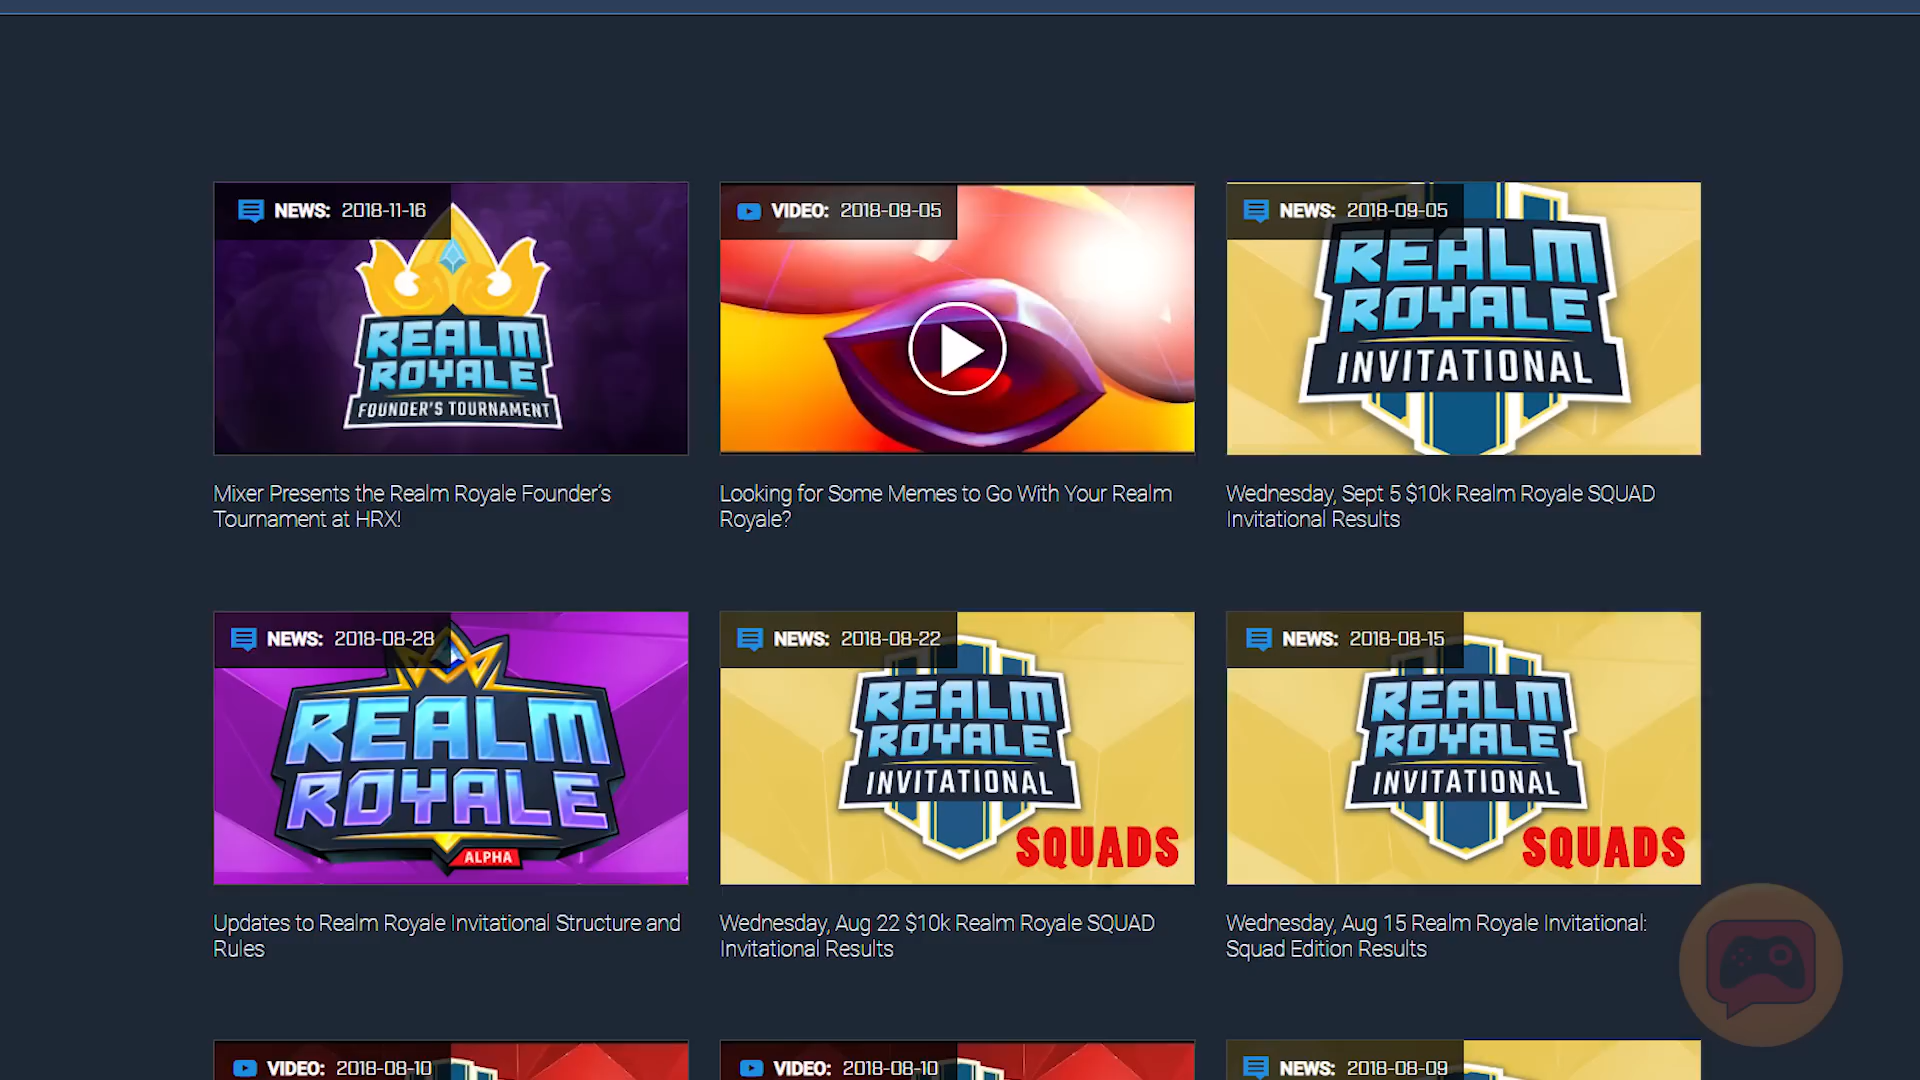 NEWS: 2018-11-16
REALM
ROYALE
FOUNDER'S TOURNAMENT
Mixer Presents the Realm Royale Founder's
Tournament at HRX!
VIDEO: 2018-09-05
Looking for Some Memes to Go With Your Realm
Royale?
NEWS: 2018-09-05
REALM
ROYALE
INVITATIONAL
Wednesday, Sept 5 $10k Realm Royale SQUAD
Invitational Results
NEWS: 2018-08-28
REALM
ROYALE
ALPHA
Updates to Realm Royale Invitational Structure and
Rules
NEWS: 2018-08-22
REALM
ROYALE
INVITATIONAL
SQUADS
Wednesday, Aug 22 $10k Realm Royale SQUAD
Invitational Results
NEWS: 2018-08-15
REALM
ROYALE
INVITATIONAL
SQUADS
Wednesday, Aug 15 Realm Royale Invitational:
Squad Edition Results
VIDEO: 2018-08-10
VIDEO: 2018-08-10
NEWS: 2018-08-09